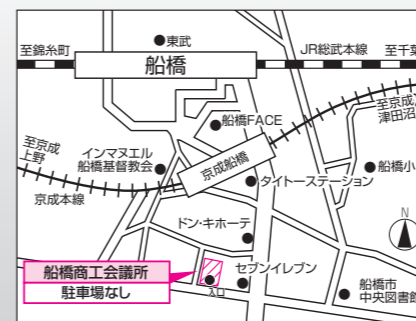 東武
至錦糸町
JR総武本線
至千葉
船橋
至京成
津田沼
船橋FACE
至京成
上野
インマヌエル
船橋基督教会
京成船橋
船橋小
タイトーステーション
京成本線
ドン・キホーテ
N
船橋商工会議所
駐車場なし
セブンイレブン
入口
船橋市
中央図書館